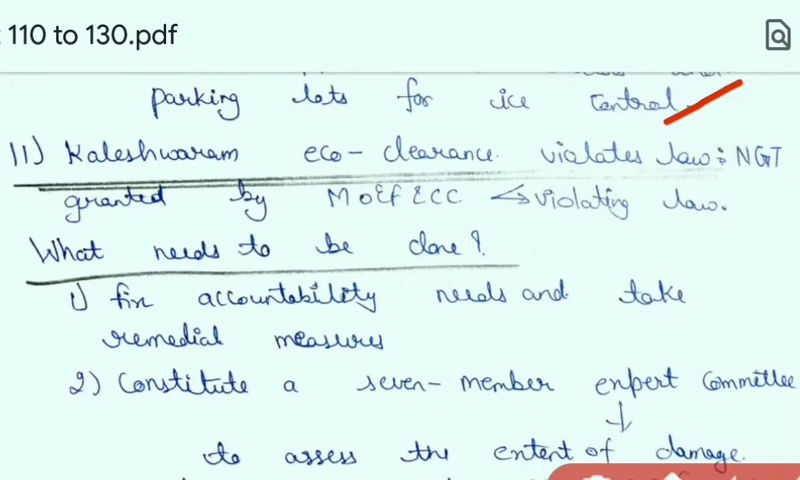 110 to 130.pdf
parking lots for ice control
11) Kaleshwaram eco-clearance violates law: NGT
granted by MoEFECC violating law.
What needs to be done?
1) fix accountability needs and take
remedial measures
2) Constitute a seven-member expert Committee
to assess the extent of damage.